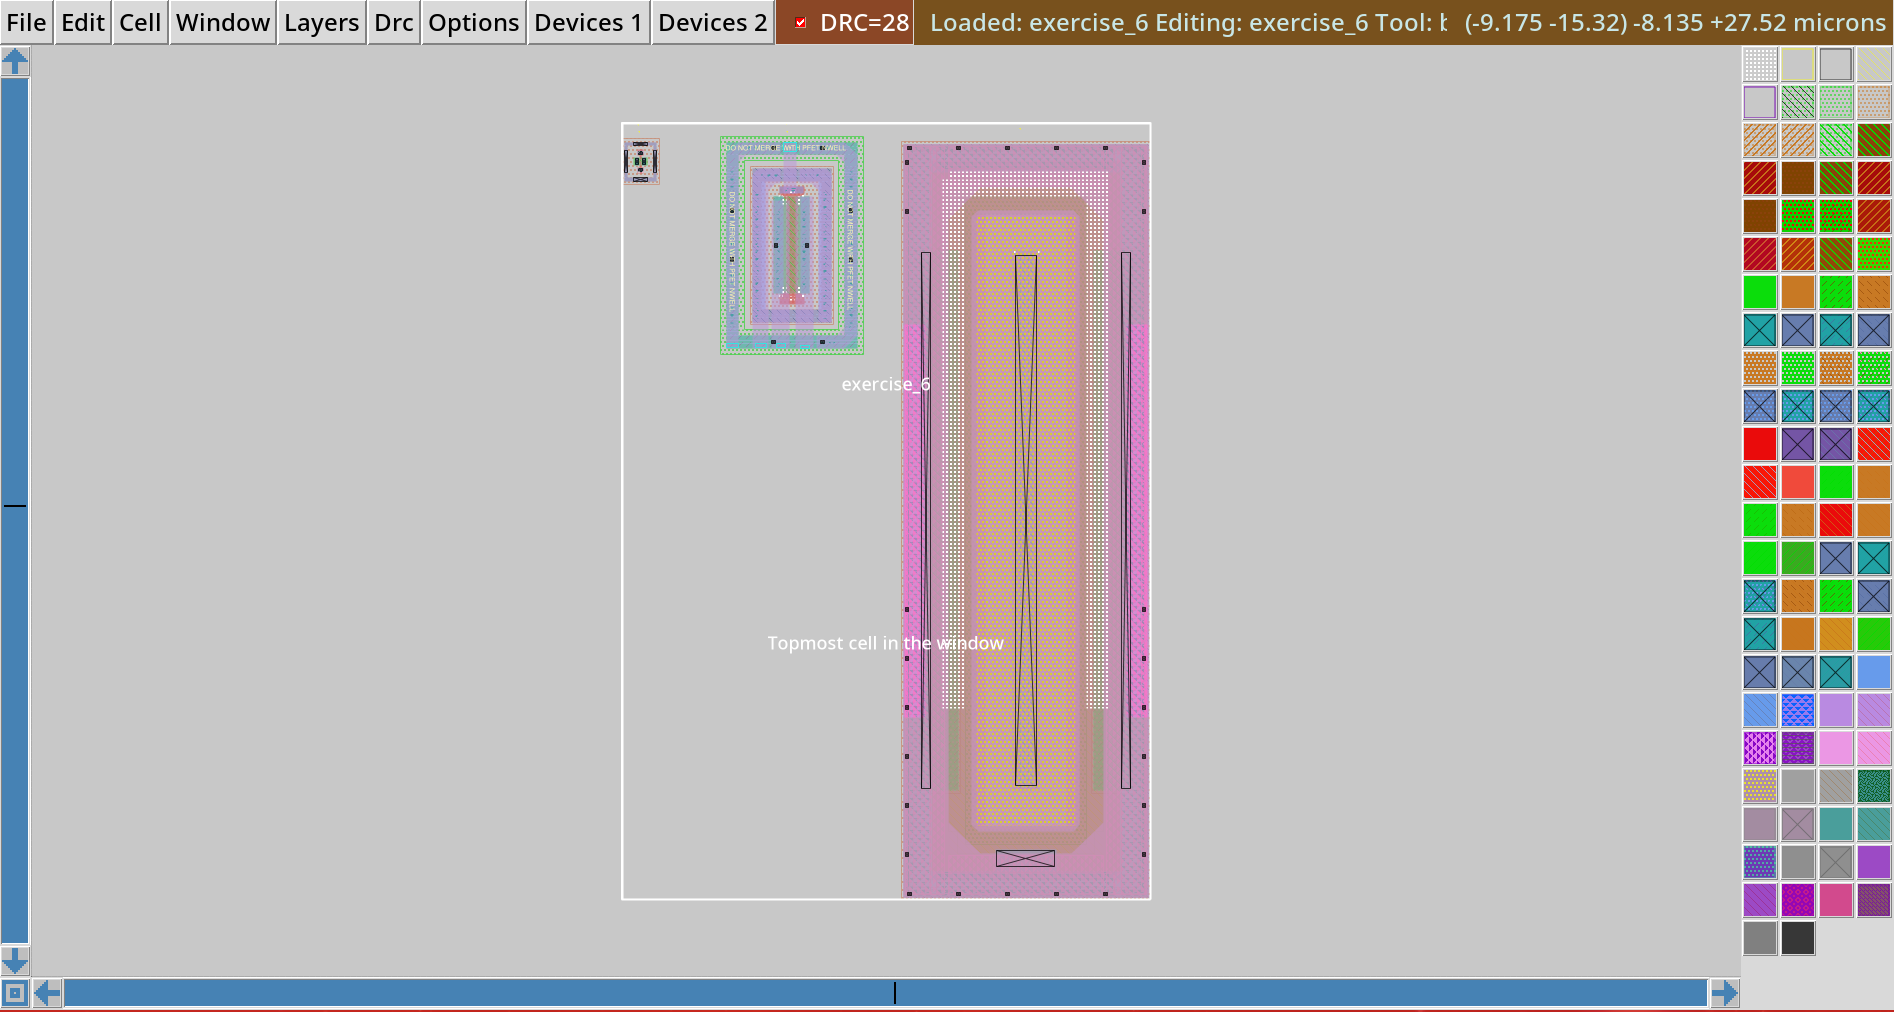 File Edit Cell Window Layers Drc Options Devices 1 Devices 2 DRC=28 Loaded: exercise_6 Editing: exercise_6 Tool: (-9.175 -15.32) -8.135 +27.52 microns
DO NOT MERGE WITH PFET NWELL
DO NOT MERGE WITH PFET NWELL
DO NOT MERGE WITH PFET NWELL
exercise_6
Topmost cell in the window